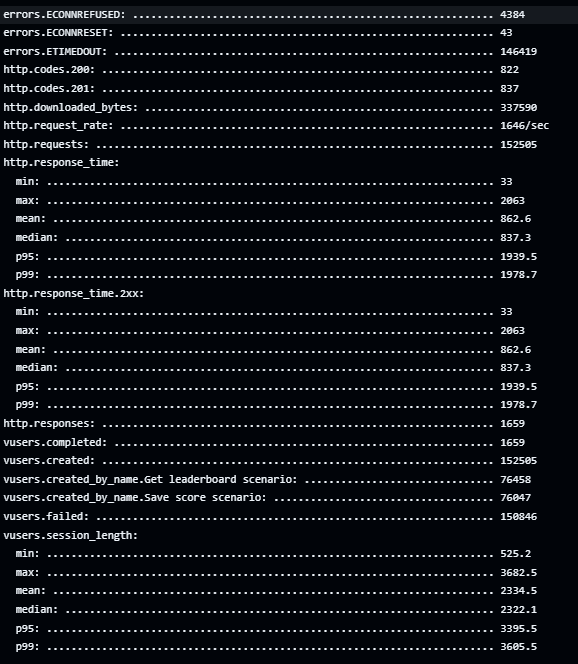 errors.ECONNREFUSED: .......................................................... 4384
errors.ECONNRESET: ............................................................ 43
errors.ETIMEDOUT: ............................................................. 146419
http.codes.200: ............................................................... 822
http.codes.201: ............................................................... 837
http.downloaded_bytes: ........................................................ 337590
http.request_rate: ............................................................ 1646/sec
http.requests: ................................................................ 152505
http.response_time:
  min: ........................................................................ 33
  max: ........................................................................ 2063
  mean: ....................................................................... 862.6
  median: ..................................................................... 837.3
  p95: ........................................................................ 1939.5
  p99: ........................................................................ 1978.7
http.response_time.2xx:
  min: ........................................................................ 33
  max: ........................................................................ 2063
  mean: ....................................................................... 862.6
  median: ..................................................................... 837.3
  p95: ........................................................................ 1939.5
  p99: ........................................................................ 1978.7
http.responses: ............................................................... 1659
vusers.completed: ............................................................. 1659
vusers.created: ............................................................... 152505
vusers.created_by_name.Get leaderboard scenario: .............................. 76458
vusers.created_by_name.Save score scenario: ................................... 76047
vusers.failed: ................................................................ 150846
vusers.session_length:
  min: ........................................................................ 525.2
  max: ........................................................................ 3682.5
  mean: ....................................................................... 2334.5
  median: ..................................................................... 2322.1
  p95: ........................................................................ 3395.5
  p99: ........................................................................ 3605.5